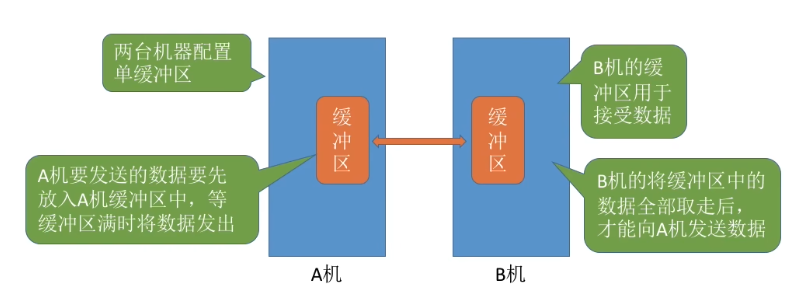 两台机器配置
单缓冲区
B机的缓
冲区用于
接受数据
缓
冲
区
缓
冲
区
A机要发送的数据要先
放入A机缓冲区中，等
缓冲区满时将数据发出
B机的将缓冲区中的
数据全部取走后，
才能向A机发送数据
A机
B机